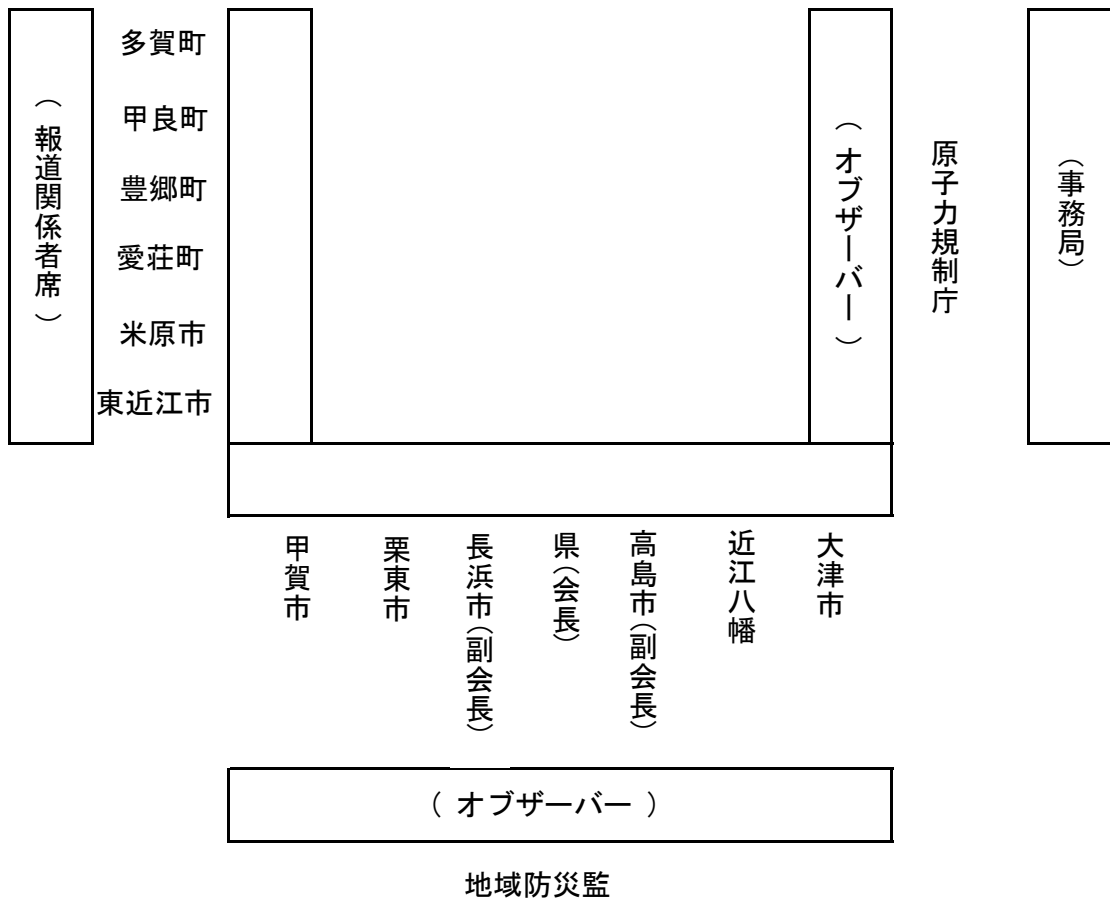 (報道関係者席)
多賀町
甲良町
豊郷町
愛荘町
米原市
東近江市
(オブザーバー)
原子力規制庁
(事務局)
甲賀市
栗東市
長浜市(副会長)
県(会長)
高島市(副会長)
近江八幡
大津市
( オブザーバー )
地域防災監